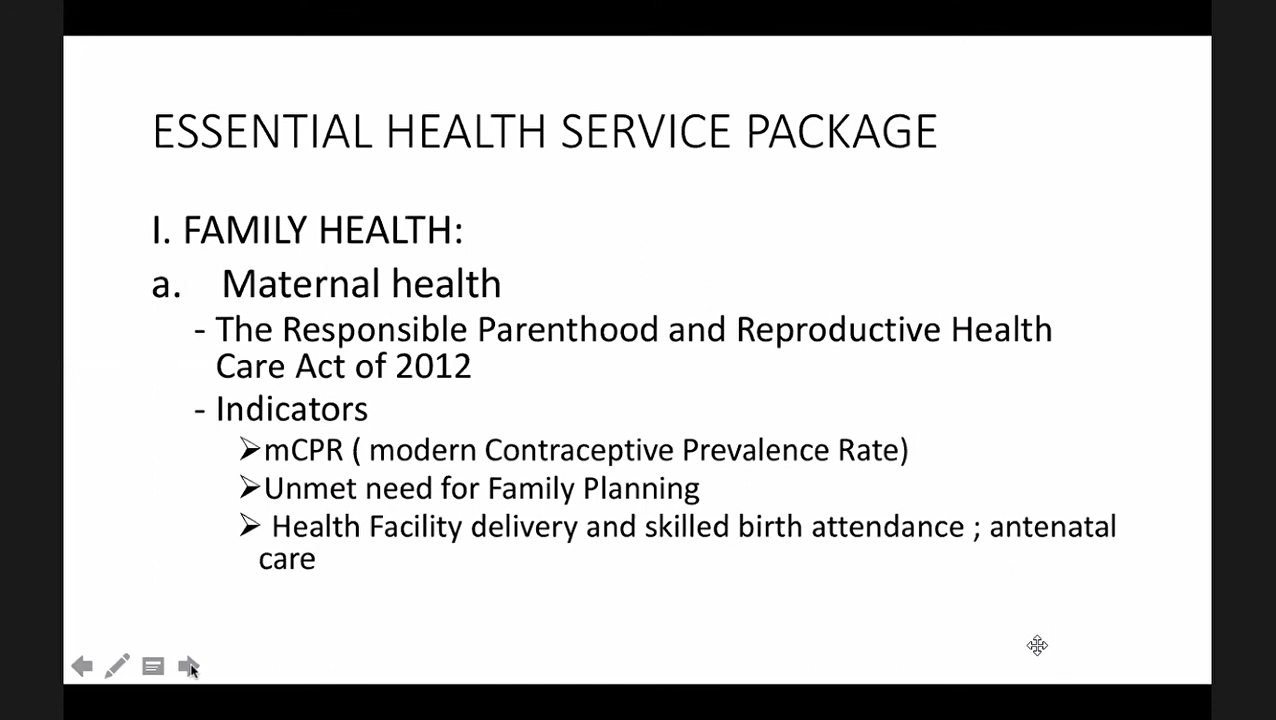 ESSENTIAL HEALTH SERVICE PACKAGE
I. FAMILY HEALTH:
a. Maternal health
- The Responsible Parenthood and Reproductive Health
Care Act of 2012
- Indicators
➢mCPR ( modern Contraceptive Prevalence Rate)
➢Unmet need for Family Planning
➢ Health Facility delivery and skilled birth attendance ; antenatal
care